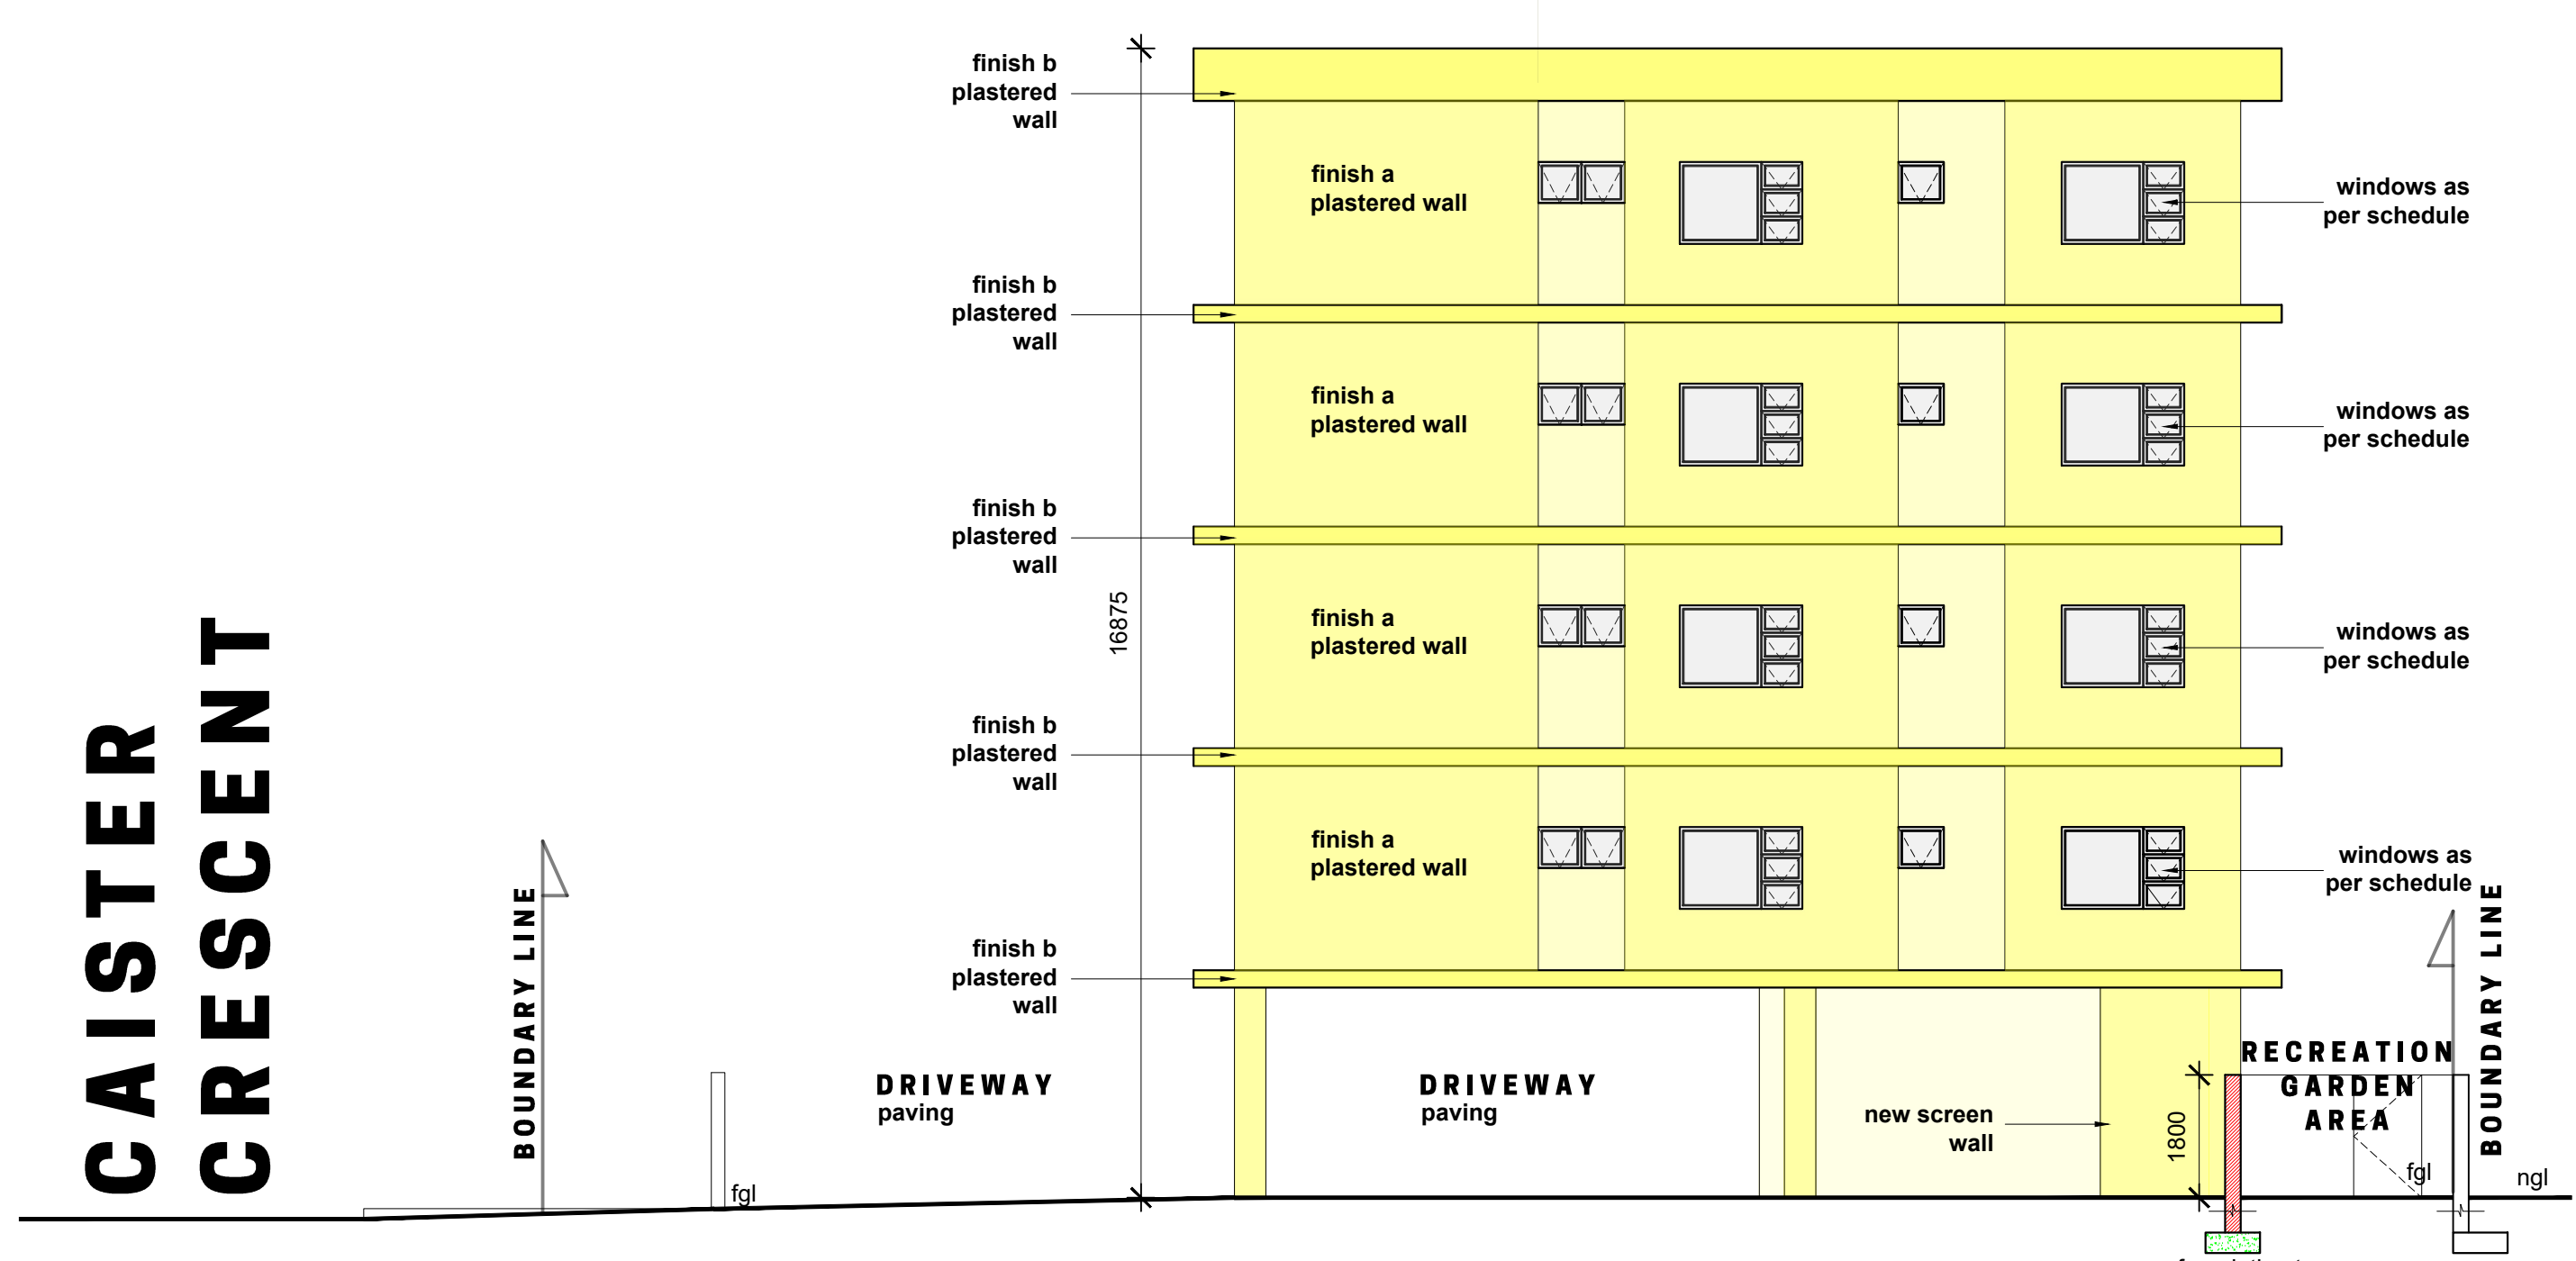 finish b
plastered
wall
finish a
plastered wall
windows as
per schedule
finish b
plastered
wall
finish a
plastered wall
windows as
per schedule
finish b
plastered
wall
16875
finish a
plastered wall
windows as
per schedule
finish b
plastered
wall
finish a
plastered wall
windows as
per schedule
finish b
plastered
wall
CAISTER
CRESCENT
BOUNDARY LINE
fgl
DRIVEWAY
paving
DRIVEWAY
paving
new screen
wall
1800
RECREATION
GARDEN
AREA
fgl
BOUNDARY LINE
ngl